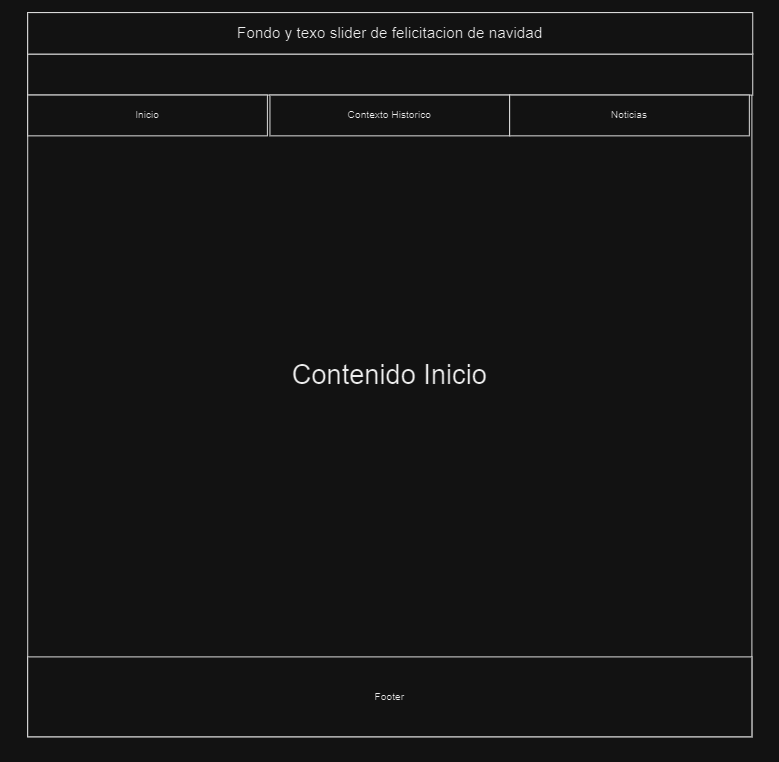 Fondo y texo slider de felicitacion de navidad
Inicio
Contexto Historico
Noticias
Contenido Inicio
Footer